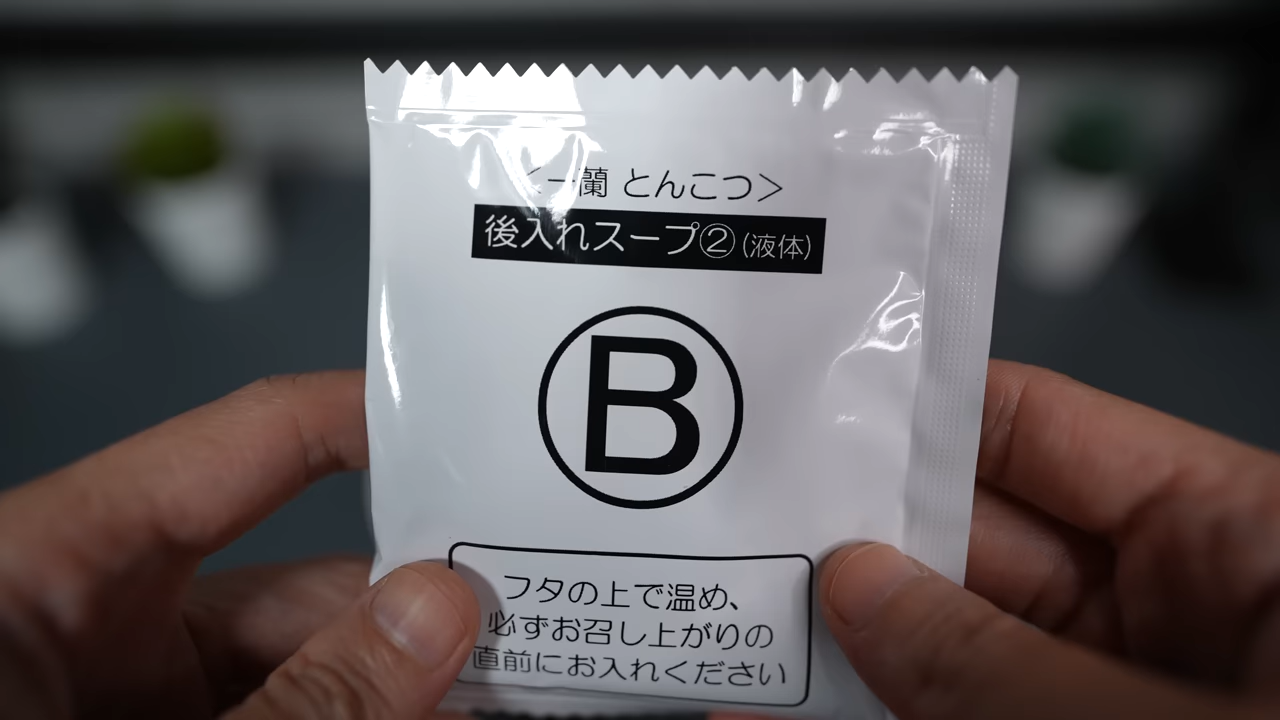 ＜一蘭 とんこつ＞
後入れスープ②(液体)
B
フタの上で温め、
必ずお召し上がりの
直前にお入れください